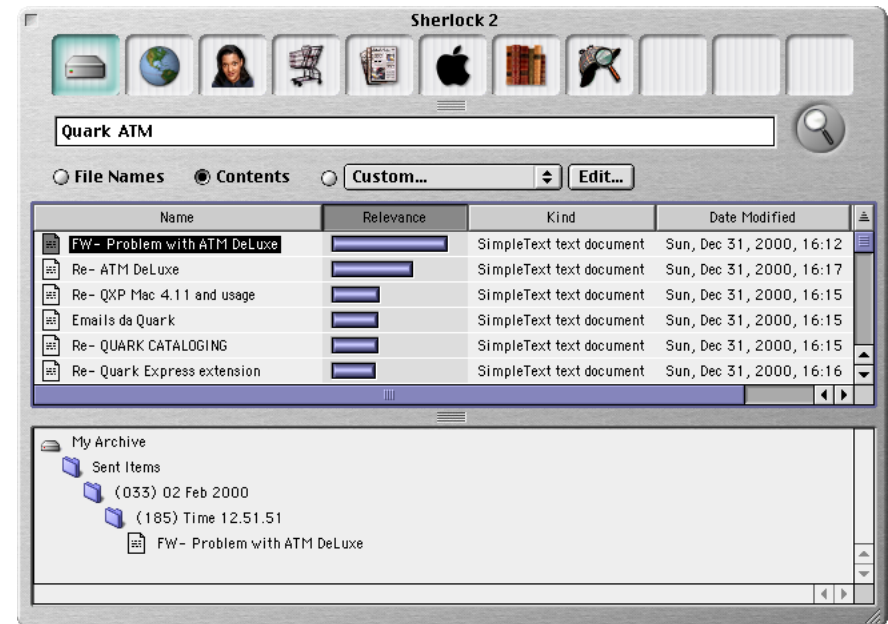 Sherlock 2
Quark ATM
File Names Contents Custom... Edit...
Name Relevance Kind Date Modified
FW- Problem with ATM DeLuxe SimpleText text document Sun, Dec 31, 2000, 16:12
Re- ATM DeLuxe SimpleText text document Sun, Dec 31, 2000, 16:17
Re- QXP Mac 4.11 and usage SimpleText text document Sun, Dec 31, 2000, 16:15
Emails da Quark SimpleText text document Sun, Dec 31, 2000, 16:15
Re- QUARK CATALOGING SimpleText text document Sun, Dec 31, 2000, 16:15
Re- Quark Express extension SimpleText text document Sun, Dec 31, 2000, 16:16
My Archive
Sent Items
(033) 02 Feb 2000
(185) Time 12.51.51
FW- Problem with ATM DeLuxe